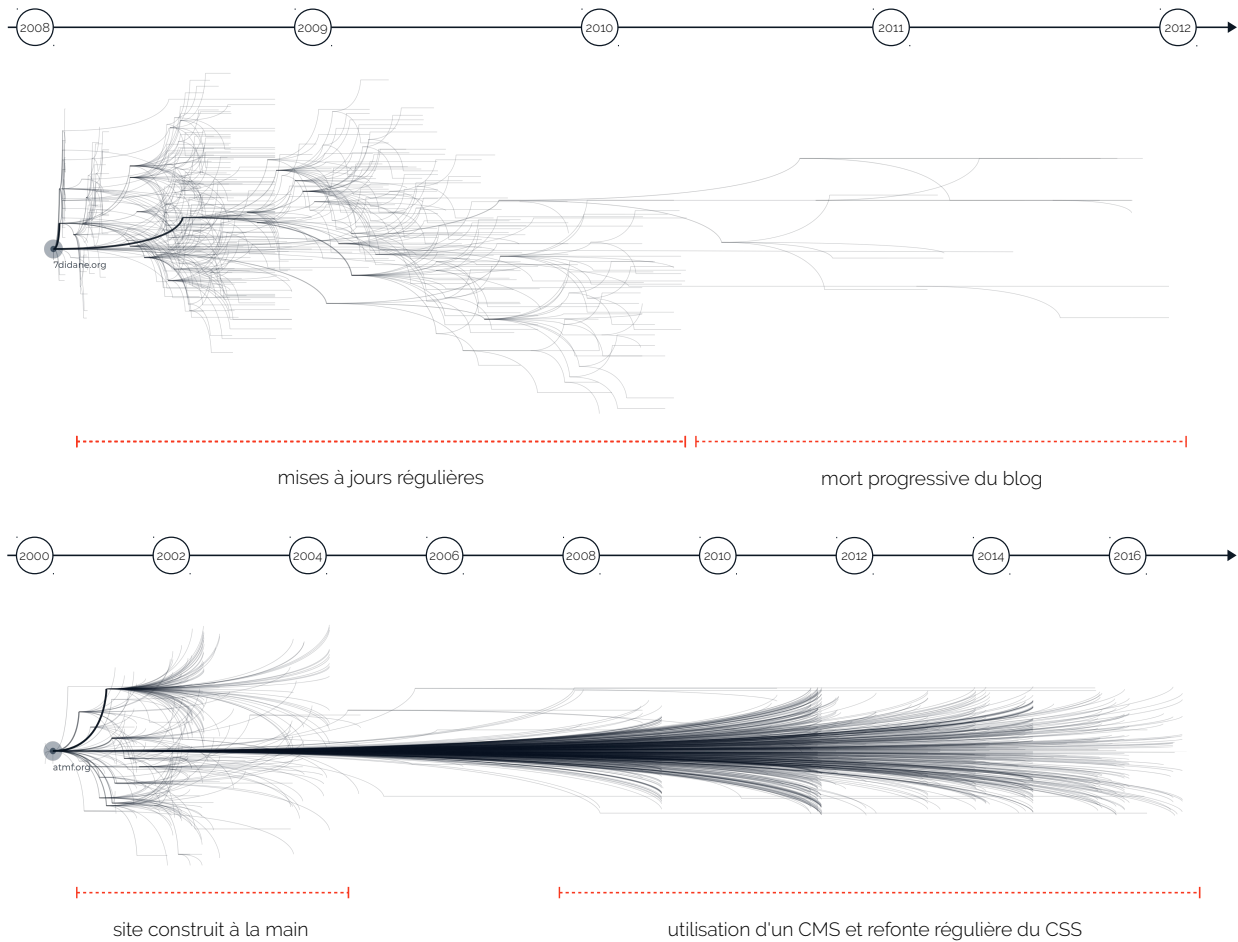 2008 2009 2010 2011 2012
7didane.org
mises à jours régulières
mort progressive du blog
2000 2002 2004 2006 2008 2010 2012 2014 2016
atmf.org
site construit à la main
utilisation d'un CMS et refonte régulière du CSS